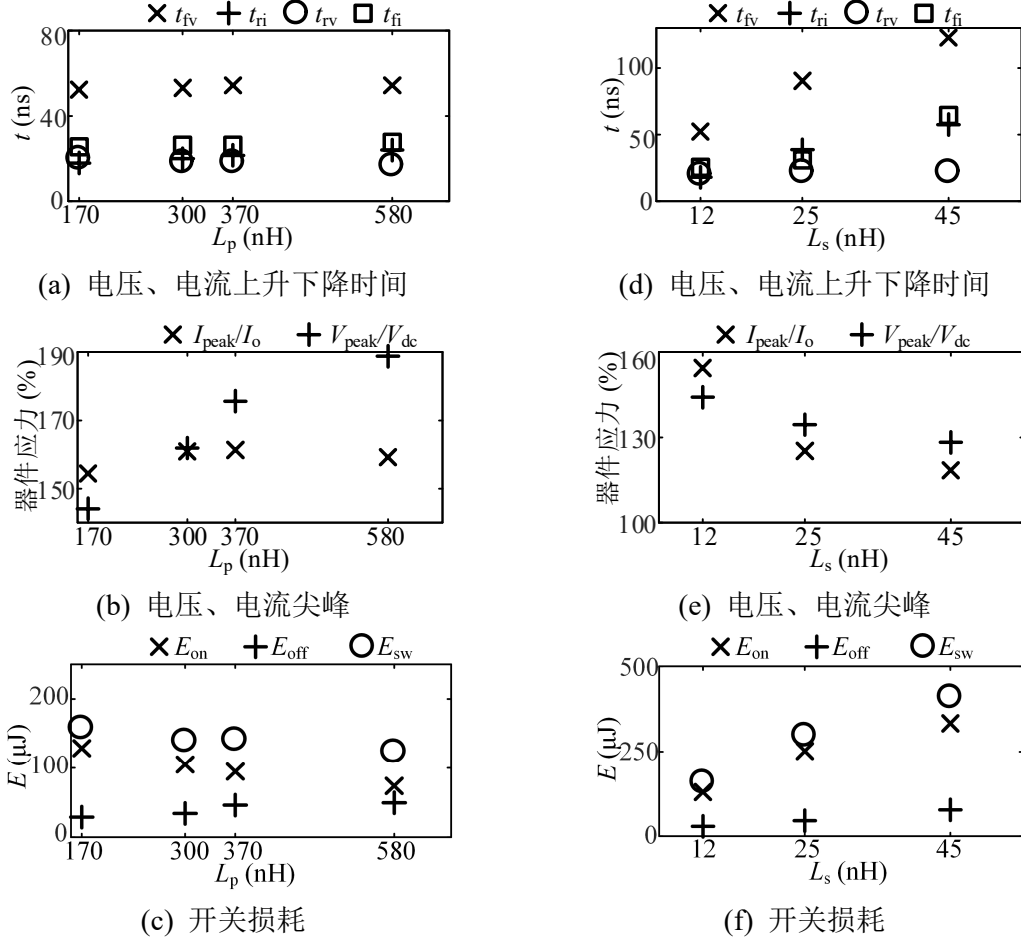 × t_fv + t_ri ○ t_rv □ t_fi
80
40
0
t (ns)
170 300 370 580
L_p (nH)
(a) 电压、电流上升下降时间
× t_fv + t_ri ○ t_rv □ t_fi
100
50
0
t (ns)
12 25 45
L_s (nH)
(d) 电压、电流上升下降时间
× I_peak/I_o + V_peak/V_dc
190
170
150
器件应力 (%)
170 300 370 580
L_p (nH)
(b) 电压、电流尖峰
× I_peak/I_o + V_peak/V_dc
160
130
100
器件应力 (%)
12 25 45
L_s (nH)
(e) 电压、电流尖峰
× E_on + E_off ○ E_sw
200
100
0
E (μJ)
170 300 370 580
L_p (nH)
(c) 开关损耗
× E_on + E_off ○ E_sw
500
250
0
E (μJ)
12 25 45
L_s (nH)
(f) 开关损耗